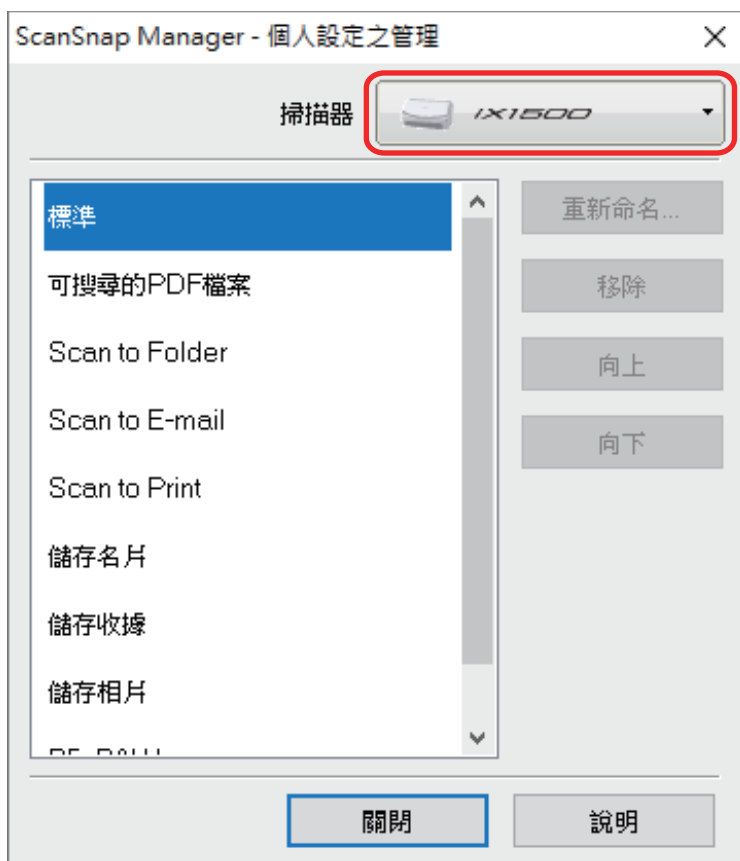 ScanSnap Manager - 個人設定之管理
掃描器 iX1500
標準
可搜尋的PDF檔案
Scan to Folder
Scan to E-mail
Scan to Print
儲存名片
儲存收據
儲存相片
重新命名...
移除
向上
向下
關閉
說明